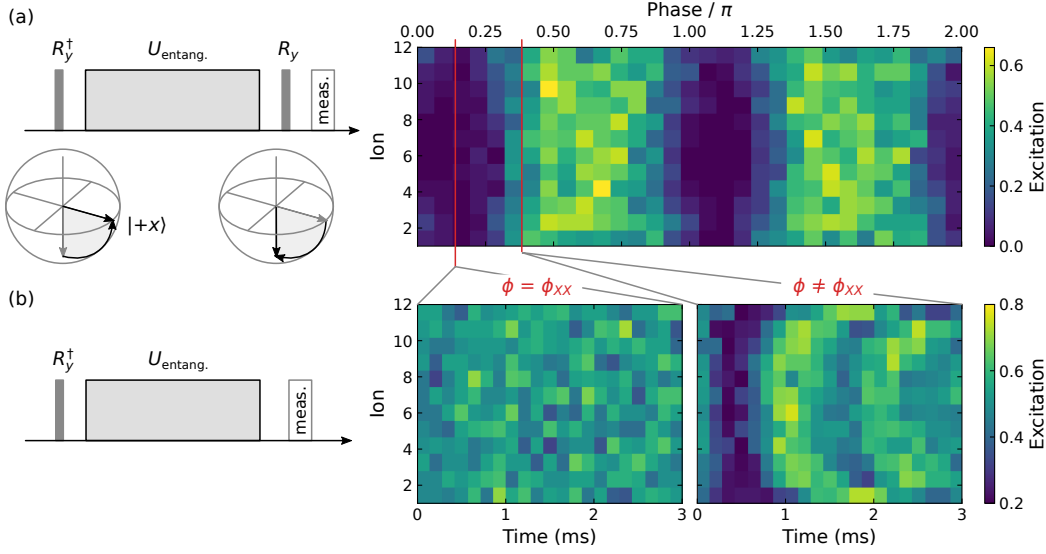 (a)
R_y^† U_entang. R_y meas.
|+x⟩
Phase / π
0.00 0.25 0.50 0.75 1.00 1.25 1.50 1.75 2.00
Ion
12
10
8
6
4
2
Excitation
0.6
0.4
0.2
0.0
(b)
R_y^† U_entang. meas.
ϕ = ϕ_XX
ϕ ≠ ϕ_XX
Ion
12
10
8
6
4
2
0 1 2 3
Time (ms)
0 1 2 3
Time (ms)
Excitation
0.8
0.6
0.4
0.2